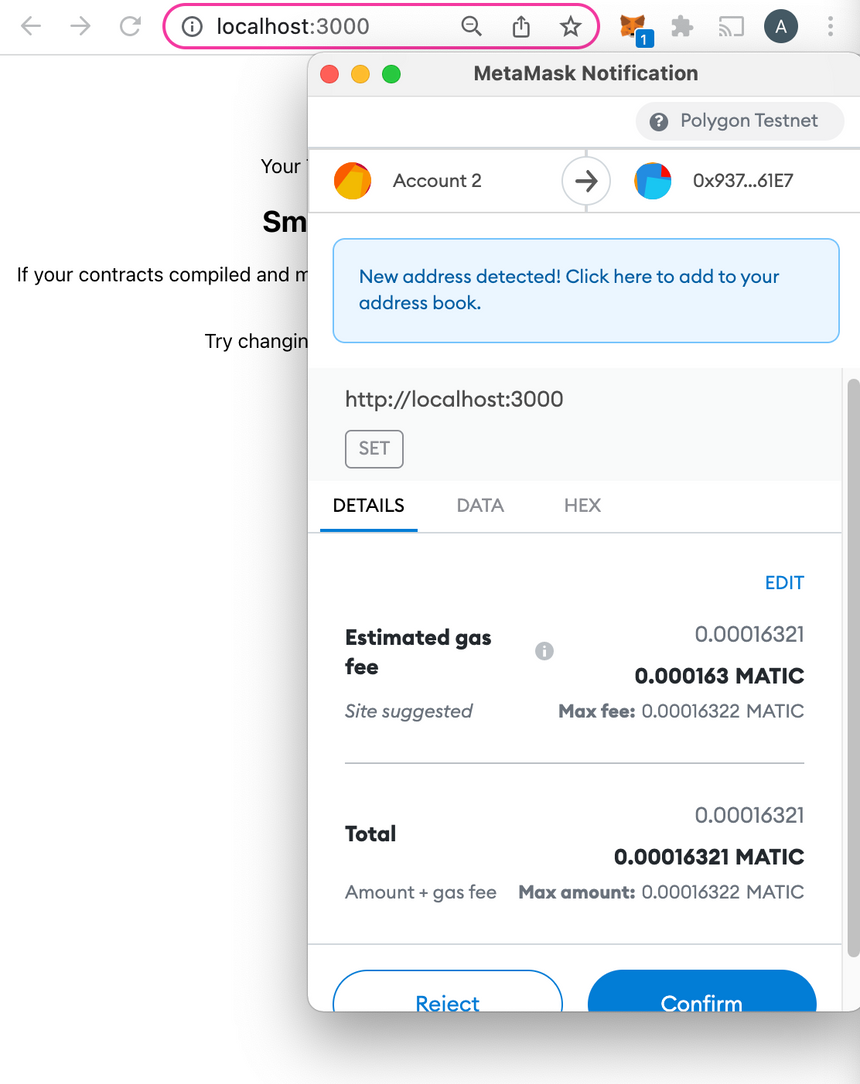 localhost:3000
1
A
MetaMask Notification
Polygon Testnet
Your
Account 2
0x937...61E7
Sm
If your contracts compiled and m
New address detected! Click here to add to your
address book.
Try changin
http://localhost:3000
SET
DETAILS DATA HEX
EDIT
Estimated gas
fee
0.00016321
0.000163 MATIC
Site suggested
Max fee: 0.00016322 MATIC
Total
0.00016321
0.00016321 MATIC
Amount + gas fee
Max amount: 0.00016322 MATIC
Reject
Confirm